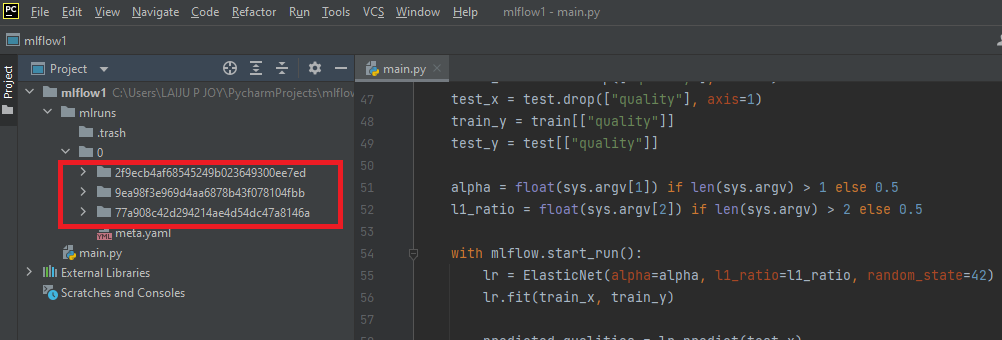 PC File Edit View Navigate Code Refactor Run Tools VCS Window Help mlflow1 - main.py
mlflow1
Project
Project
main.py
mlflow1 C:\Users\LAIJU P JOY\PycharmProjects\mlflow
mlruns
.trash
0
2f9ecb4af68545249b023649300ee7ed
9ea98f3e969d4aa6878b43f078104fbb
77a908c42d294214ae4d54dc47a8146a
meta.yaml
main.py
External Libraries
Scratches and Consoles
47 test_x = test.drop(["quality"], axis=1)
48 train_y = train[["quality"]]
49 test_y = test[["quality"]]
50
51 alpha = float(sys.argv[1]) if len(sys.argv) > 1 else 0.5
52 l1_ratio = float(sys.argv[2]) if len(sys.argv) > 2 else 0.5
53
54 with mlflow.start_run():
55 lr = ElasticNet(alpha=alpha, l1_ratio=l1_ratio, random_state=42)
56 lr.fit(train_x, train_y)
57